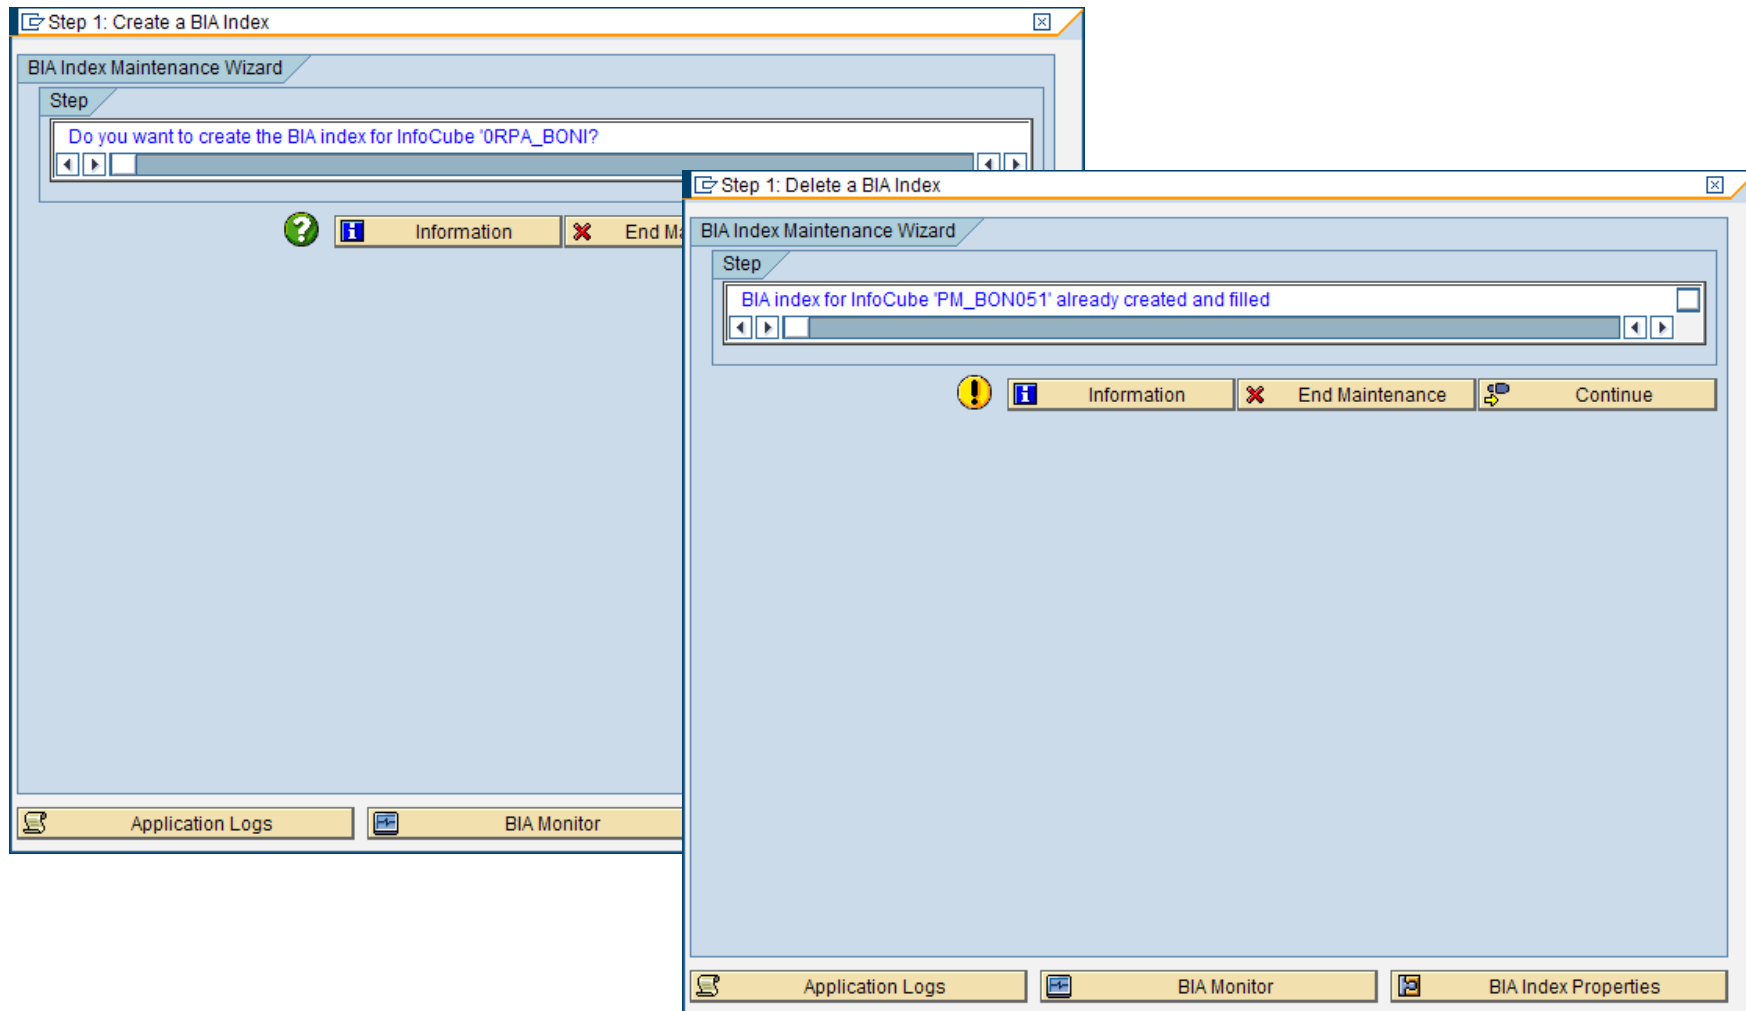 Step 1: Create a BIA Index
BIA Index Maintenance Wizard
Step
Do you want to create the BIA index for InfoCube '0RPA_BONI?
Information
End Ma
Application Logs
BIA Monitor
Step 1: Delete a BIA Index
BIA Index Maintenance Wizard
Step
BIA index for InfoCube 'PM_BON051' already created and filled
Information
End Maintenance
Continue
Application Logs
BIA Monitor
BIA Index Properties